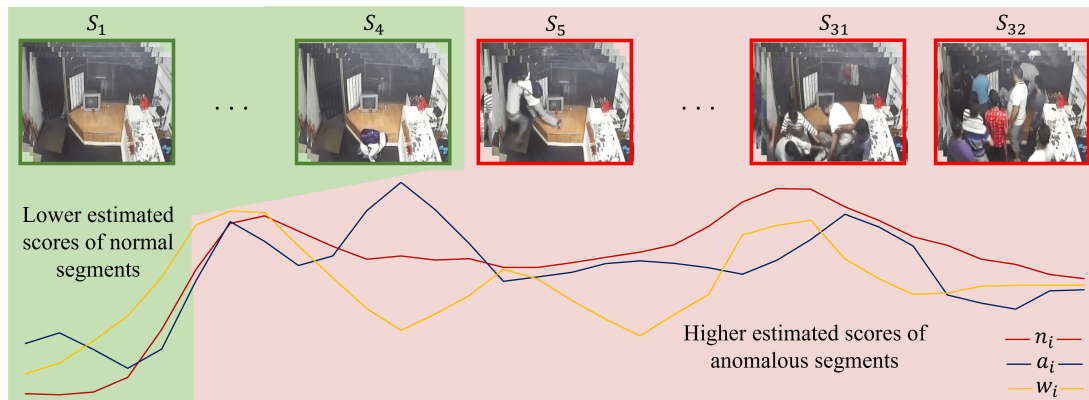 S₁
S₄
S₅
S₃₁
S₃₂
. . .
. . .
Lower estimated
scores of normal
segments
Higher estimated scores of
anomalous segments
nᵢ
aᵢ
wᵢ